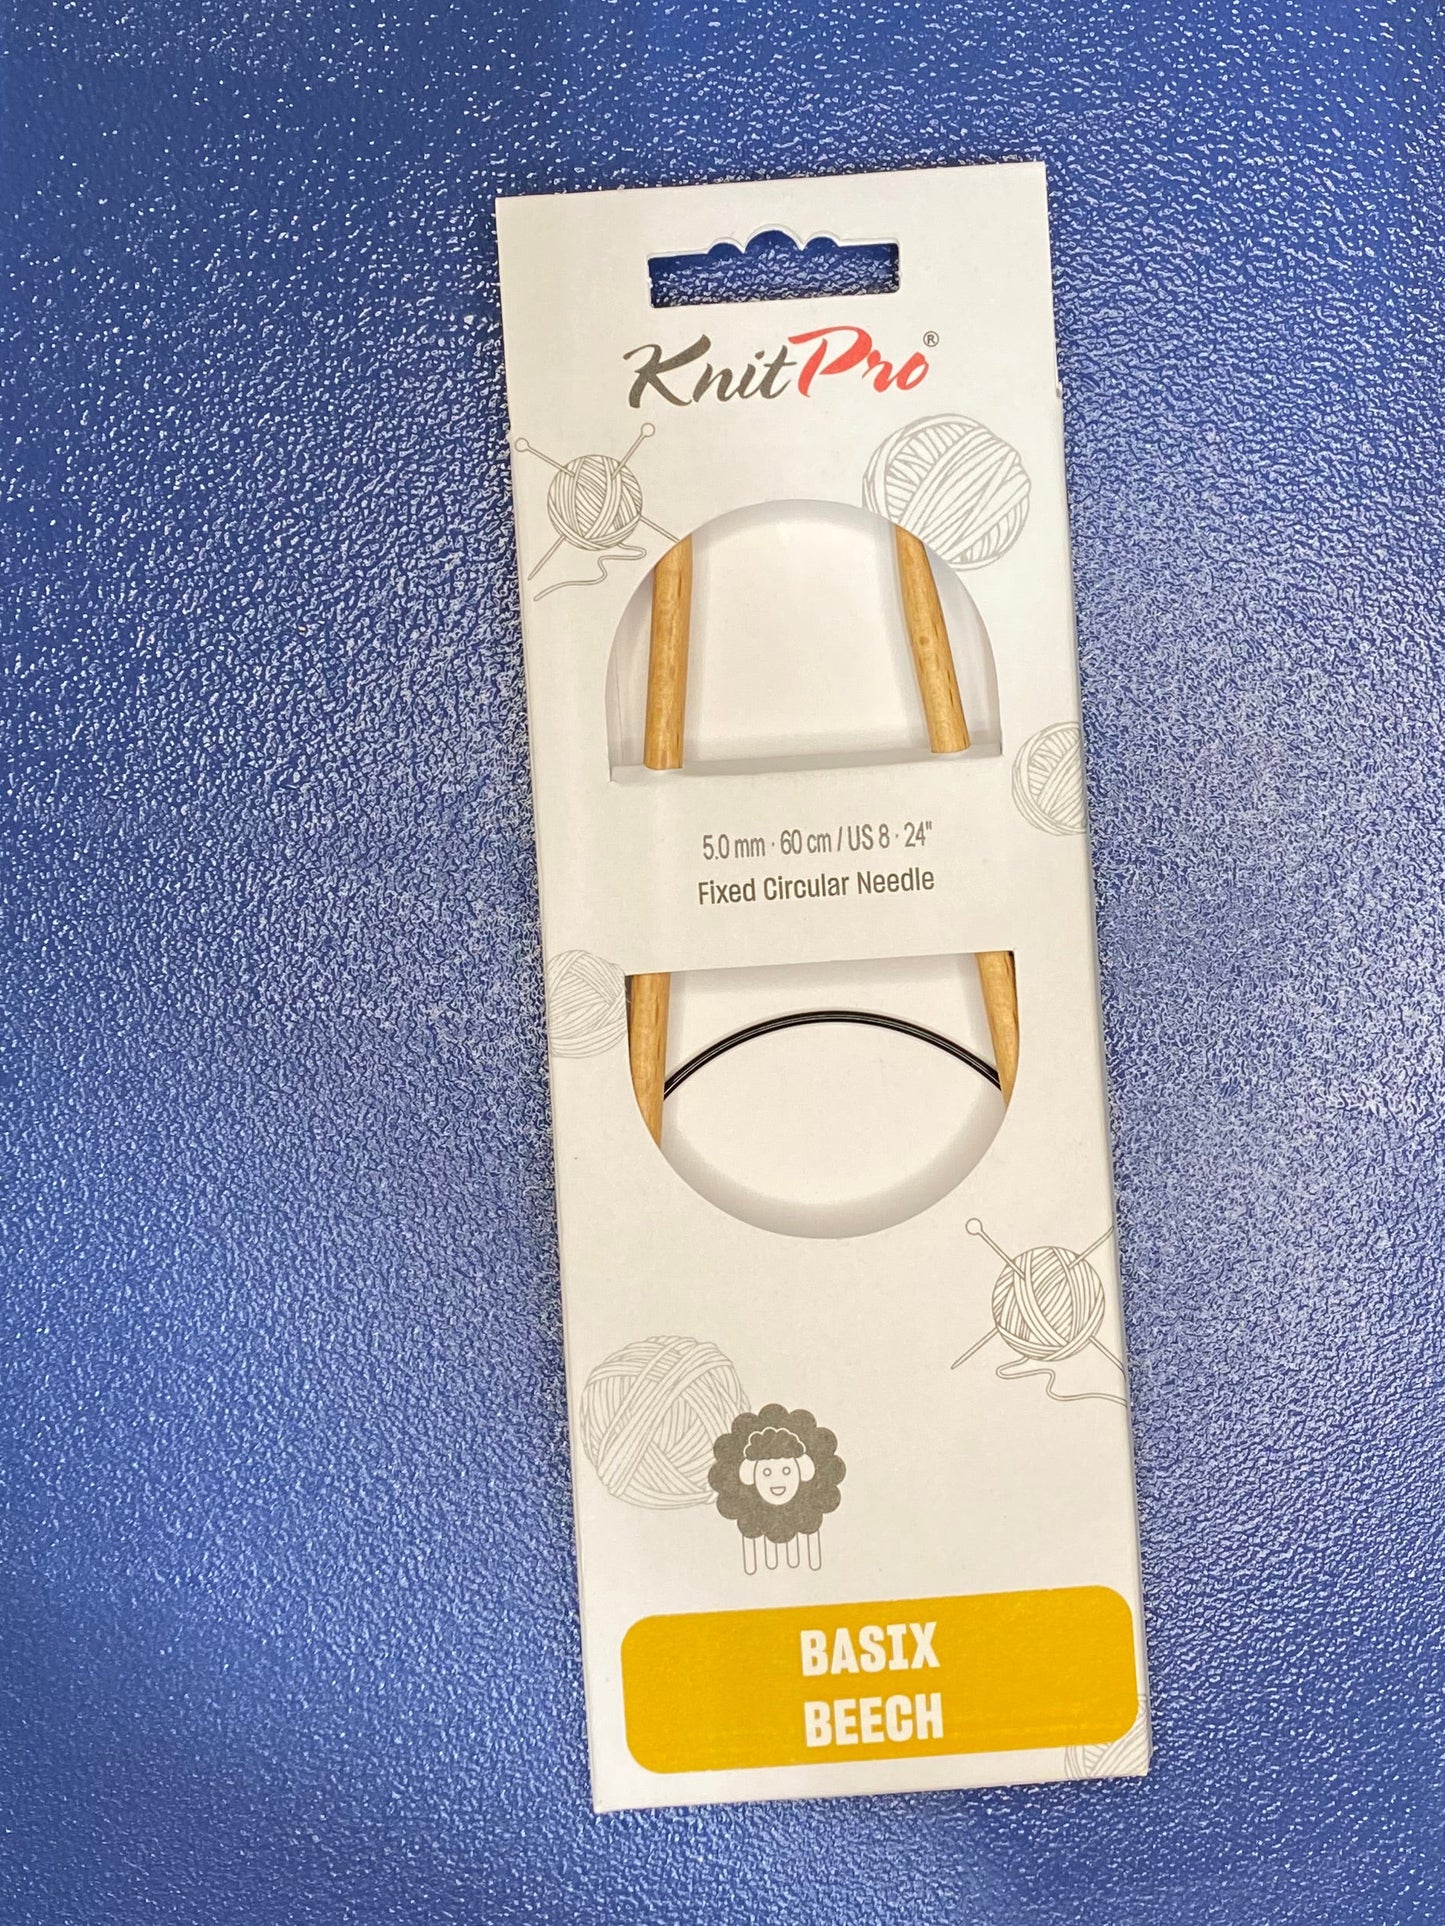 KnitPro®
5.0 mm · 60 cm / US 8 · 24"
Fixed Circular Needle
BASIX
BEECH